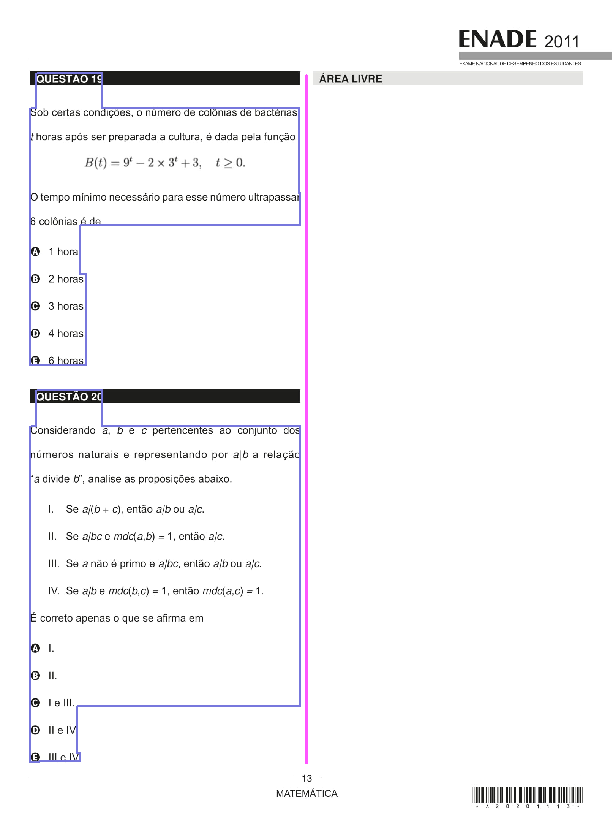 ENADE 2011
EXAME NACIONAL DE DESEMPENHO DOS ESTUDANTES
QUESTÃO 19
Sob certas condições, o número de colônias de bactérias,
t horas após ser preparada a cultura, é dada pela função
B(t) = 9^t − 2 × 3^t + 3, t ≥ 0.
O tempo mínimo necessário para esse número ultrapassar
6 colônias é de
A 1 hora.
B 2 horas.
C 3 horas.
D 4 horas.
E 6 horas.
QUESTÃO 20
Considerando a, b e c pertencentes ao conjunto dos
números naturais e representando por a|b a relação
"a divide b", analise as proposições abaixo.
I. Se a|(b + c), então a|b ou a|c.
II. Se a|bc e mdc(a,b) = 1, então a|c.
III. Se a não é primo e a|bc, então a|b ou a|c.
IV. Se a|b e mdc(b,c) = 1, então mdc(a,c) = 1.
É correto apenas o que se afirma em
A I.
B II.
C I e III.
D II e IV.
E III e IV.
ÁREA LIVRE
13
MATEMÁTICA